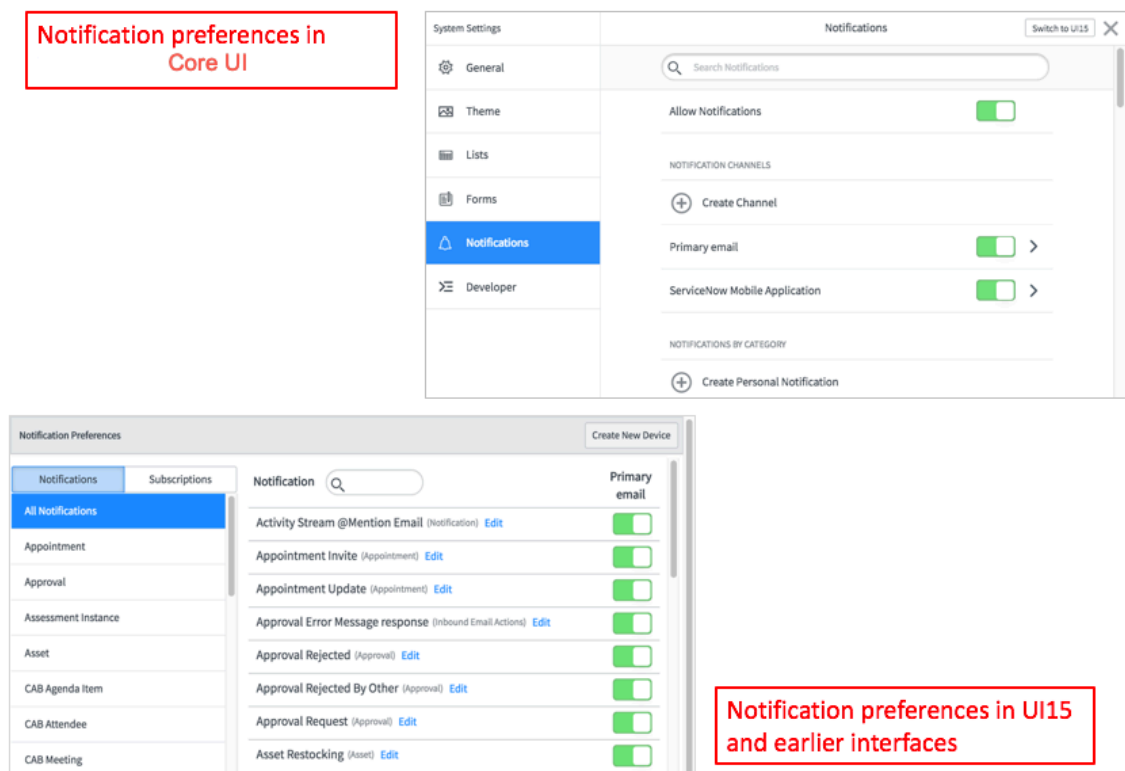 Notification preferences in
Core UI
System Settings
Notifications
Switch to UI15
General
Search Notifications
Theme
Allow Notifications
Lists
NOTIFICATION CHANNELS
Forms
Create Channel
Notifications
Primary email
Developer
ServiceNow Mobile Application
NOTIFICATIONS BY CATEGORY
Create Personal Notification
Notification Preferences
Create New Device
Notifications
Subscriptions
Notification
Primary
email
All Notifications
Activity Stream @Mention Email (Notification) Edit
Appointment
Appointment Invite (Appointment) Edit
Approval
Appointment Update (Appointment) Edit
Assessment Instance
Approval Error Message response (Inbound Email Actions) Edit
Asset
Approval Rejected (Approval) Edit
CAB Agenda Item
Approval Rejected By Other (Approval) Edit
CAB Attendee
Approval Request (Approval) Edit
CAB Meeting
Asset Restocking (Asset) Edit
Notification preferences in UI15
and earlier interfaces